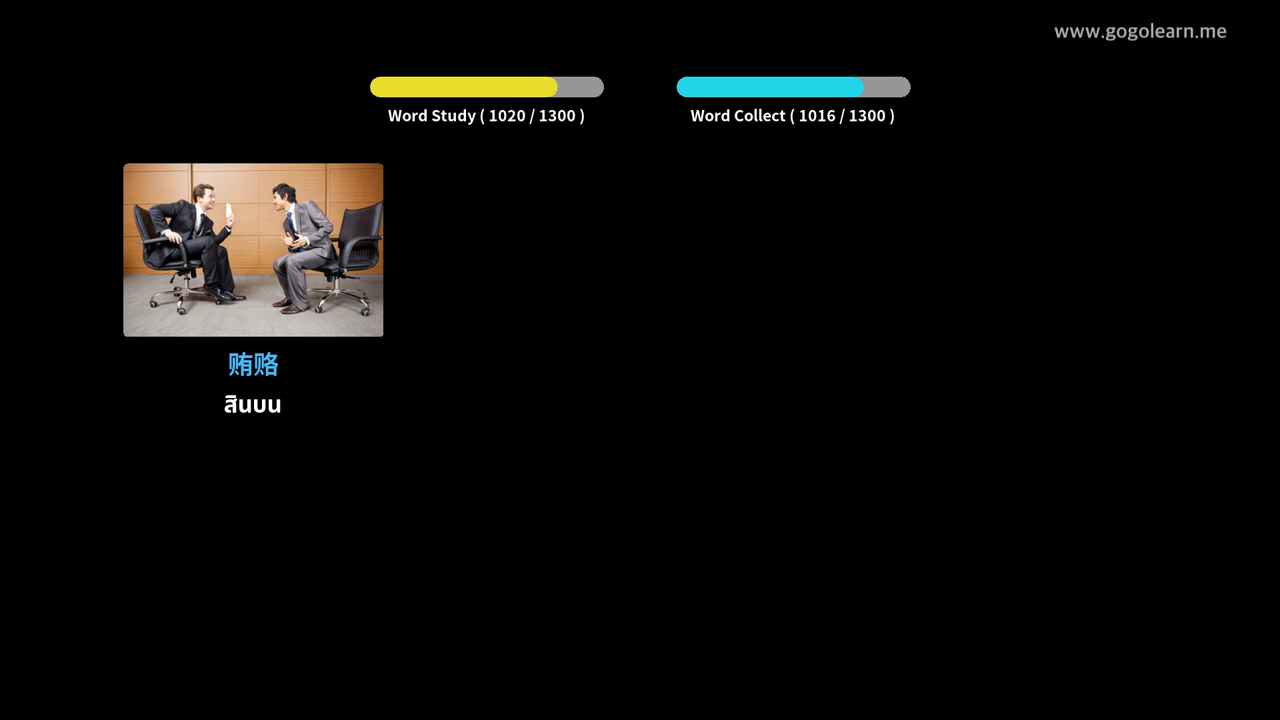 www.gogolearn.me
Word Study ( 1020 / 1300 )
Word Collect ( 1016 / 1300 )
贿赂
สินบน